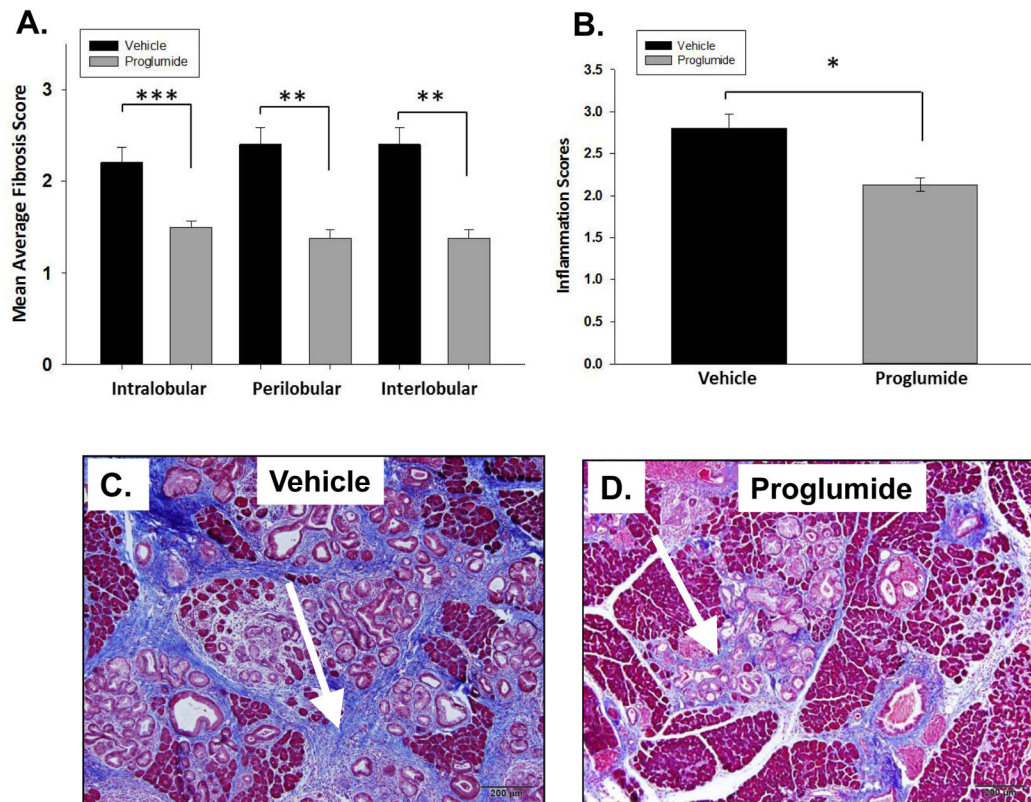 A.
Vehicle
Proglumide
Mean Average Fibrosis Score
3
2
1
0
***
**
**
Intralobular
Perilobular
Interlobular
B.
Vehicle
Proglumide
Inflammation Scores
3.5
3.0
2.5
2.0
1.5
1.0
0.5
0.0
*
Vehicle
Proglumide
C.
Vehicle
200 µm
D.
Proglumide
200 µm